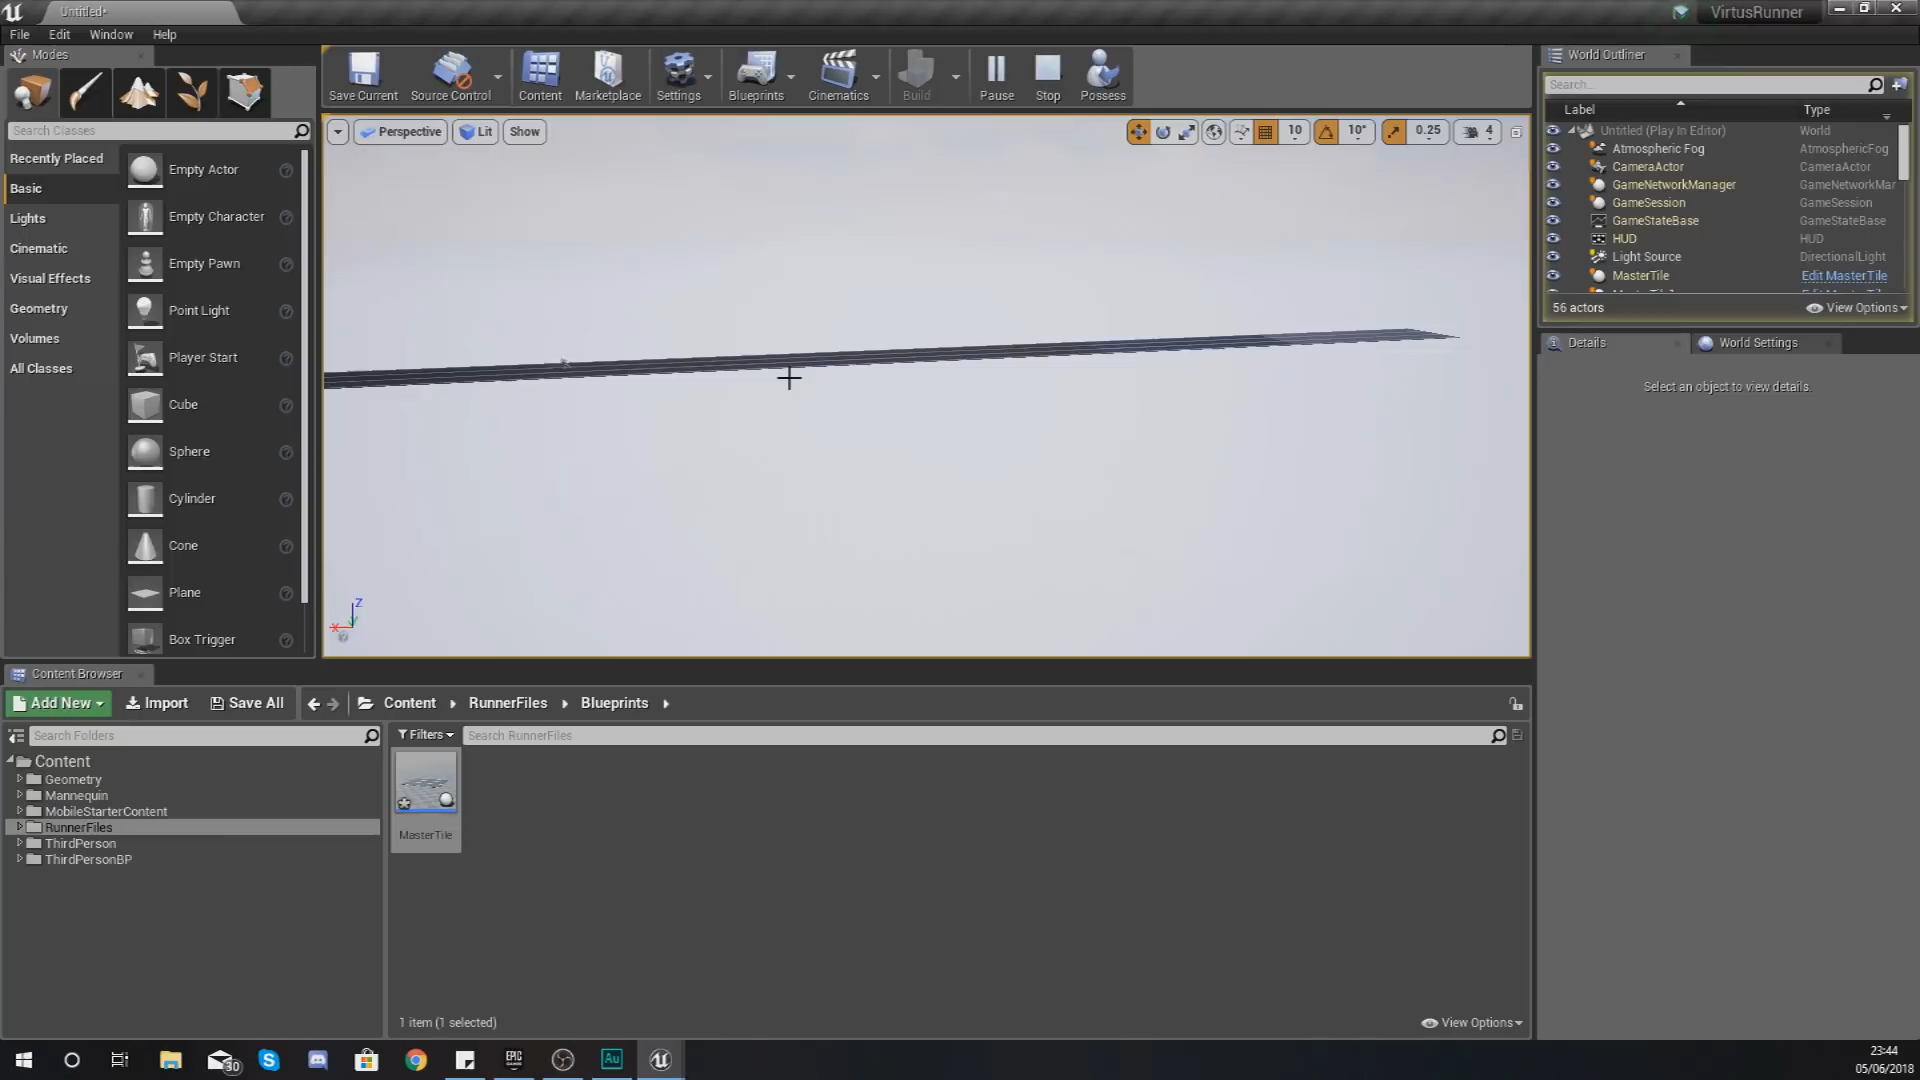 Untitled*
VirtusRunner
File Edit Window Help
Modes
Save Current
Source Control
Content
Marketplace
Settings
Blueprints
Cinematics
Build
Pause
Stop
Possess
Search Classes
Recently Placed
Basic
Lights
Cinematic
Visual Effects
Geometry
Volumes
All Classes
Empty Actor
Empty Character
Empty Pawn
Point Light
Player Start
Cube
Sphere
Cylinder
Cone
Plane
Box Trigger
Perspective Lit Show
10 10° 0.25 4
Z
X
World Outliner
Search...
Label Type
Untitled (Play In Editor) World
Atmospheric Fog AtmosphericFog
CameraActor CameraActor
GameNetworkManager GameNetworkMar
GameSession GameSession
GameStateBase GameStateBase
HUD HUD
Light Source DirectionalLight
MasterTile Edit MasterTile
56 actors View Options
Details World Settings
Select an object to view details.
Content Browser
Add New Import Save All Content RunnerFiles Blueprints
Search Folders
Filters Search RunnerFiles
Content
Geometry
Mannequin
MobileStarterContent
RunnerFiles
ThirdPerson
ThirdPersonBP
MasterTile
1 item (1 selected) View Options
30
EPIC
GAMES
Au
23:44
05/06/2018